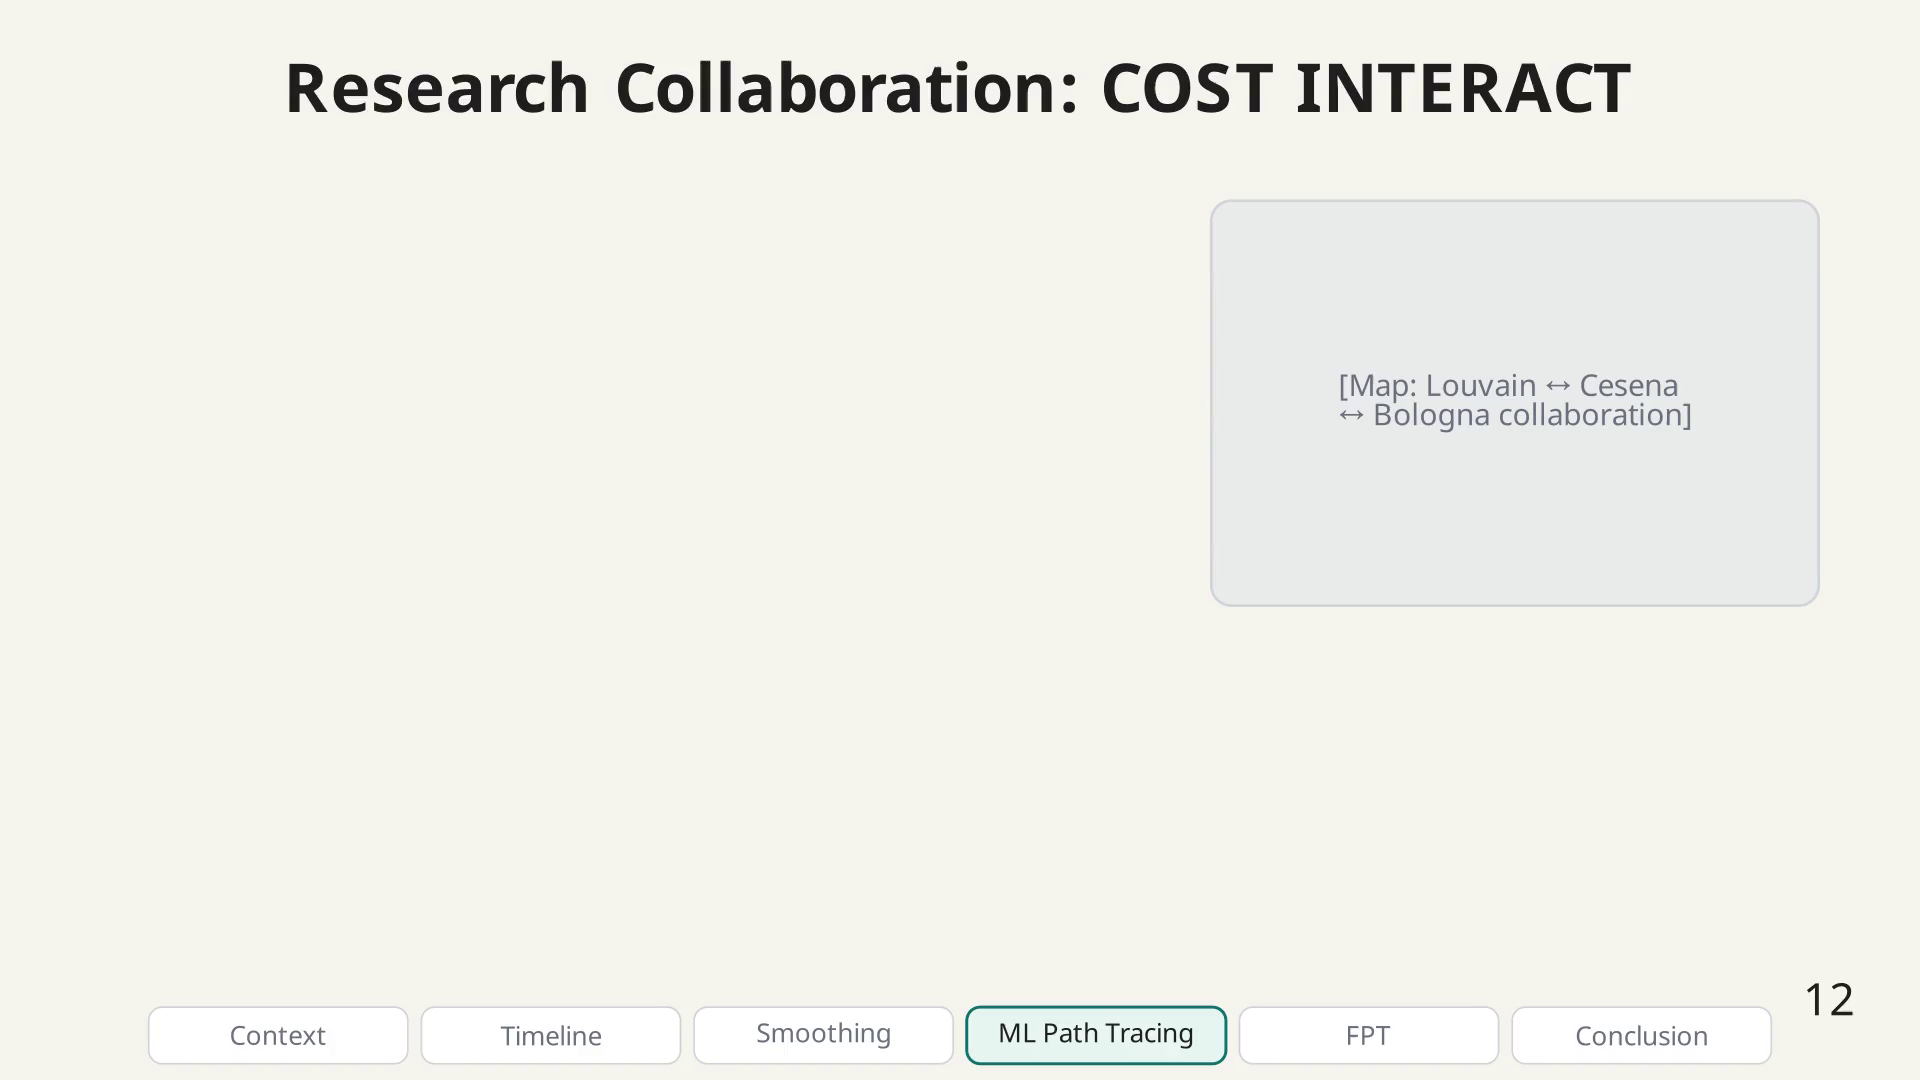 Research Collaboration: COST INTERACT
[Map: Louvain ↔ Cesena
↔ Bologna collaboration]
12
Context
Timeline
Smoothing
ML Path Tracing
FPT
Conclusion